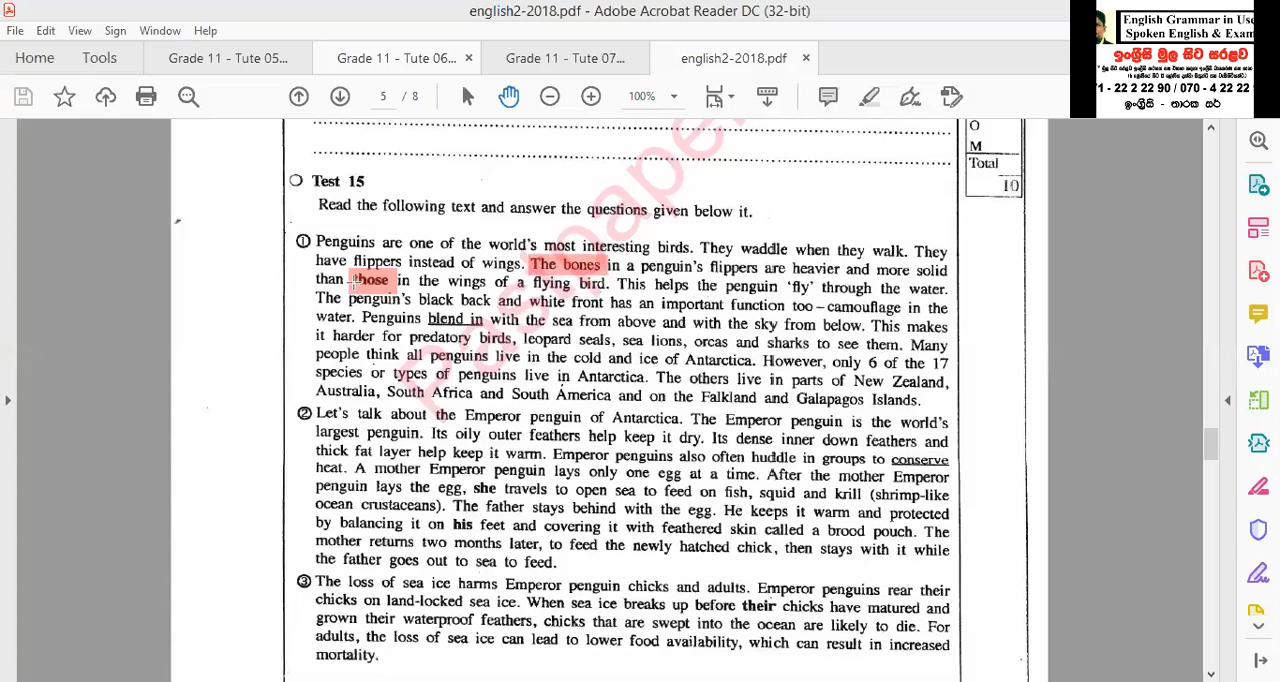 english2-2018.pdf - Adobe Acrobat Reader DC (32-bit)
File Edit View Sign Window Help
Home Tools Grade 11 - Tute 05... Grade 11 - Tute 06... × Grade 11 - Tute 07... english2-2018.pdf ×
5 / 8 100%
English Grammar in Use
Spoken English & Exam
ඉංග්‍රීසි මුල සිට සරළව
71 - 22 2 22 90 / 070 - 4 22 22
ඉංග්‍රීසි - තාරක සර්
O
M
Total
10
Test 15
Read the following text and answer the questions given below it.
① Penguins are one of the world's most interesting birds. They waddle when they walk. They
have flippers instead of wings. The bones in a penguin's flippers are heavier and more solid
than those in the wings of a flying bird. This helps the penguin 'fly' through the water.
The penguin's black back and white front has an important function too – camouflage in the
water. Penguins blend in with the sea from above and with the sky from below. This makes
it harder for predatory birds, leopard seals, sea lions, orcas and sharks to see them. Many
people think all penguins live in the cold and ice of Antarctica. However, only 6 of the 17
species or types of penguins live in Antarctica. The others live in parts of New Zealand,
Australia, South Africa and South America and on the Falkland and Galapagos Islands.
② Let's talk about the Emperor penguin of Antarctica. The Emperor penguin is the world's
largest penguin. Its oily outer feathers help keep it dry. Its dense inner down feathers and
thick fat layer help keep it warm. Emperor penguins also often huddle in groups to conserve
heat. A mother Emperor penguin lays only one egg at a time. After the mother Emperor
penguin lays the egg, she travels to open sea to feed on fish, squid and krill (shrimp-like
ocean crustaceans). The father stays behind with the egg. He keeps it warm and protected
by balancing it on his feet and covering it with feathered skin called a brood pouch. The
mother returns two months later, to feed the newly hatched chick, then stays with it while
the father goes out to sea to feed.
③ The loss of sea ice harms Emperor penguin chicks and adults. Emperor penguins rear their
chicks on land-locked sea ice. When sea ice breaks up before their chicks have matured and
grown their waterproof feathers, chicks that are swept into the ocean are likely to die. For
adults, the loss of sea ice can lead to lower food availability, which can result in increased
mortality.
Pastpaper